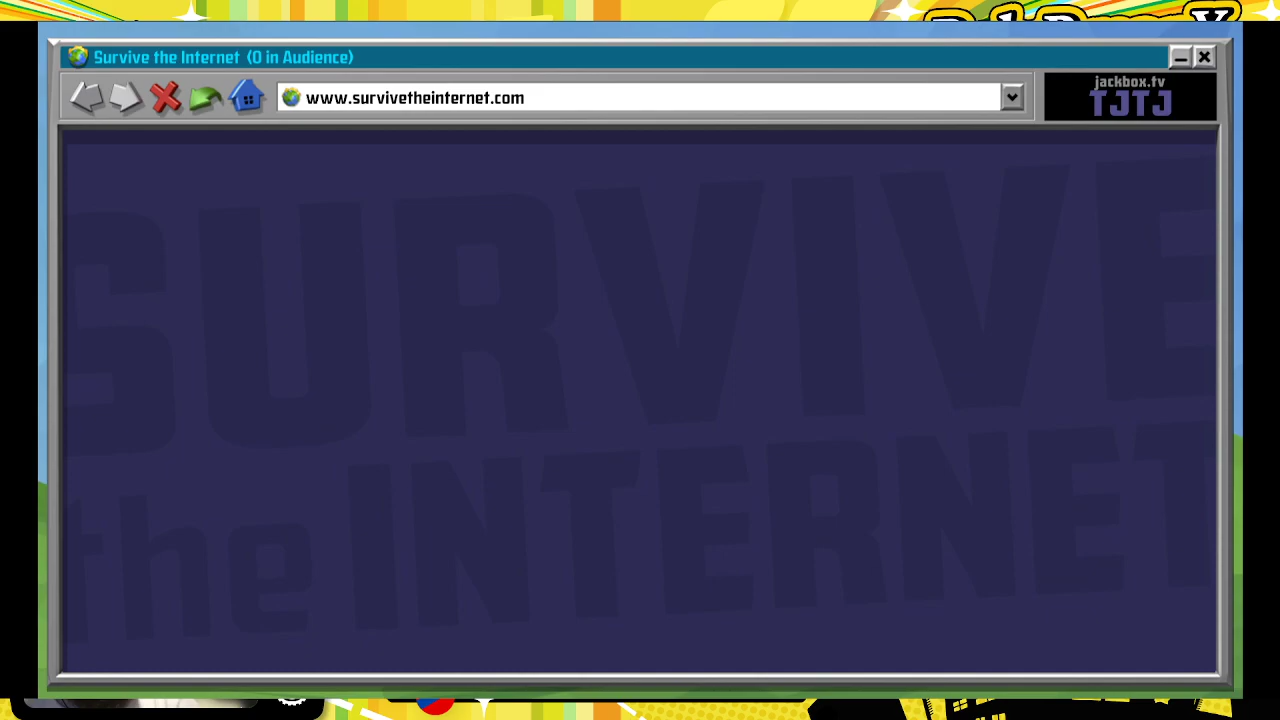 Survive the Internet (0 in Audience)
www.survivetheinternet.com
jackbox.tv
TJTJ
SURVIVE
the INTERNET